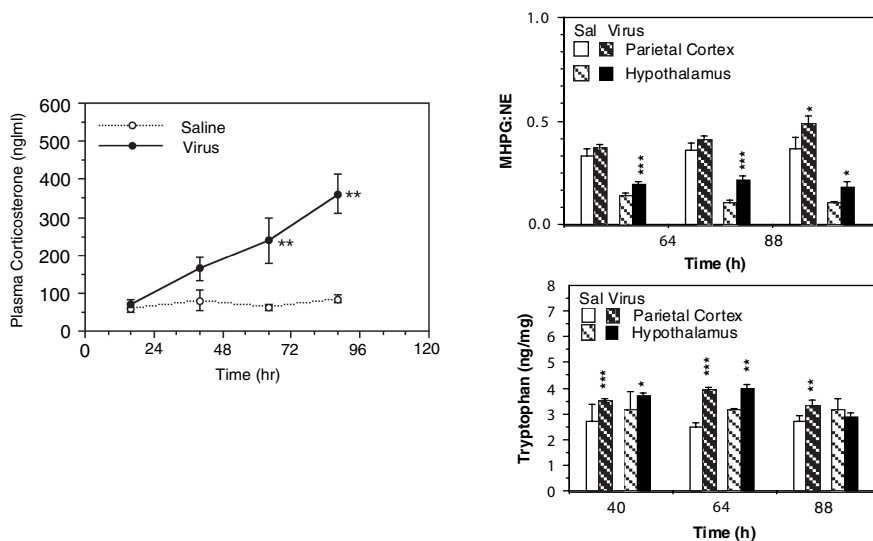 Plasma Corticosterone (ng/ml)
600
500
400
300
200
100
0
Saline
Virus
**
**
0 24 48 72 96 120
Time (hr)
MHPG:NE
1.0
0.5
0.0
Sal Virus
Parietal Cortex
Hypothalamus
***
***
*
*
64 88
Time (h)
Tryptophan (ng/mg)
8
7
6
5
4
3
2
1
0
Sal Virus
Parietal Cortex
Hypothalamus
***
*
***
**
**
40 64 88
Time (h)